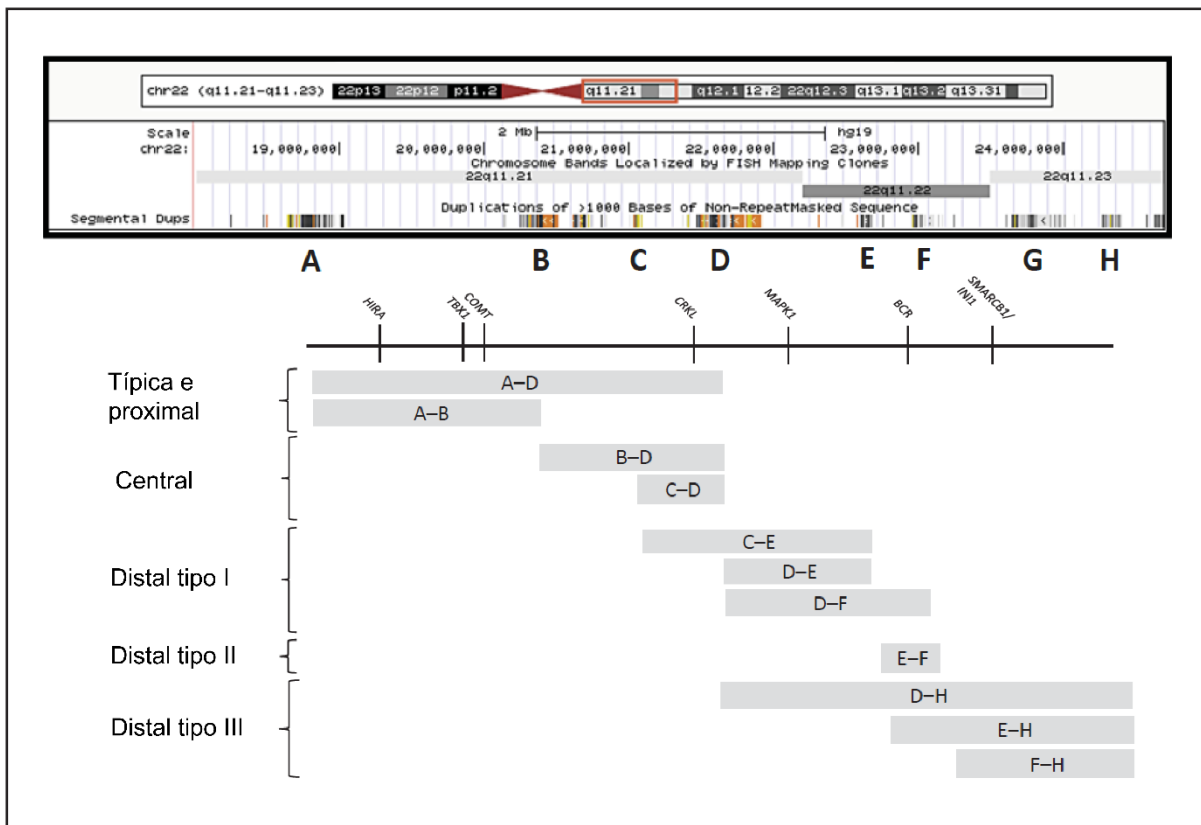 chr22 (q11.21-q11.23) 22p13 22p12 p11.2 q11.21 q12.1 12.2 22q12.3 q13.1 q13.2 q13.31
Scale 2 Mb hg19
chr22: 19,000,000 20,000,000 21,000,000 22,000,000 23,000,000 24,000,000
Chromosome Bands Localized by FISH Mapping Clones
22q11.21 22q11.23
22q11.22
Duplications of >1000 Bases of Non-RepeatMasked Sequence
Segmental Dups
A B C D E F G H
HIRA TBX1 COMT CRKL MAPK1 BCR SMARCB1/
INI1
Típica e
proximal
A–D
A–B
Central
B–D
C–D
Distal tipo I
C–E
D–E
D–F
Distal tipo II
E–F
Distal tipo III
D–H
E–H
F–H